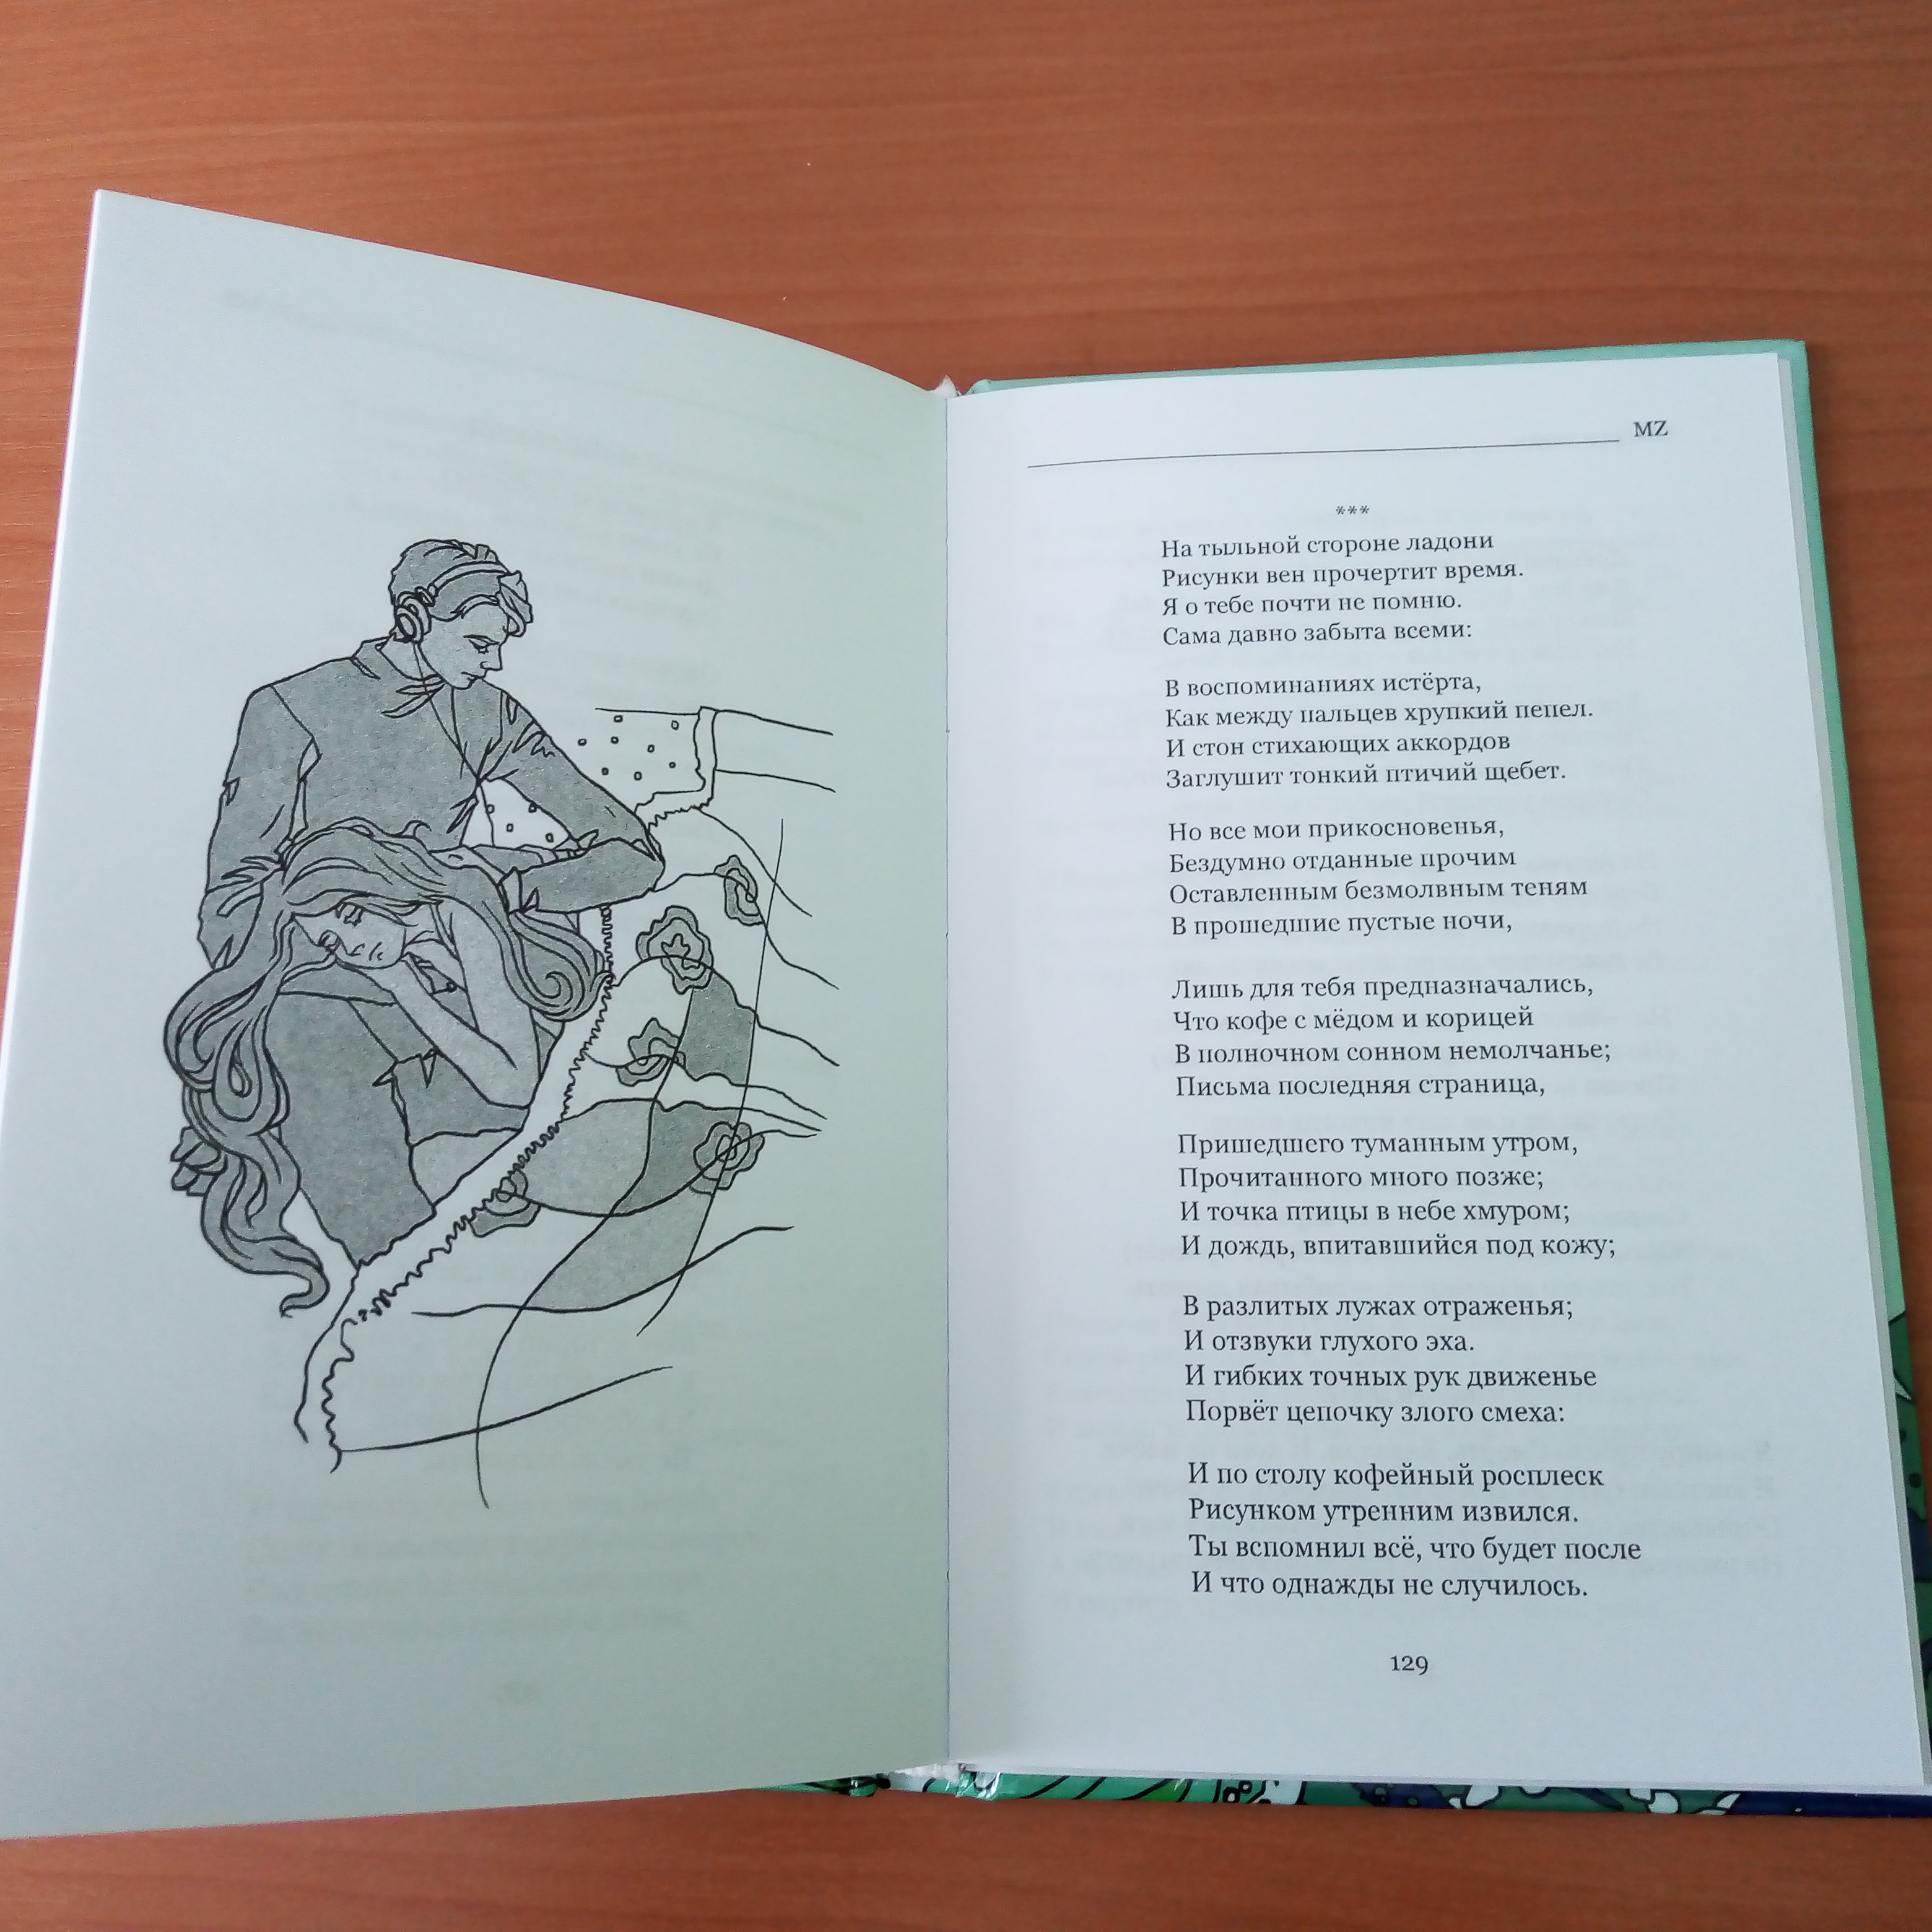 MZ
***
На тыльной стороне ладони
Рисунки вен прочертит время.
Я о тебе почти не помню.
Сама давно забыта всеми:
В воспоминаниях истёрта,
Как между пальцев хрупкий пепел.
И стон стихающих аккордов
Заглушит тонкий птичий щебет.
Но все мои прикосновенья,
Бездумно отданные прочим
Оставленным безмолвным теням
В прошедшие пустые ночи,
Лишь для тебя предназначались,
Что кофе с мёдом и корицей
В полночном сонном немолчанье;
Письма последняя страница,
Пришедшего туманным утром,
Прочитанного много позже;
И точка птицы в небе хмуром;
И дождь, впитавшийся под кожу;
В разлитых лужах отраженья;
И отзвуки глухого эха.
И гибких точных рук движенье
Порвёт цепочку злого смеха:
И по столу кофейный росплеск
Рисунком утренним извился.
Ты вспомнил всё, что будет после
И что однажды не случилось.
129